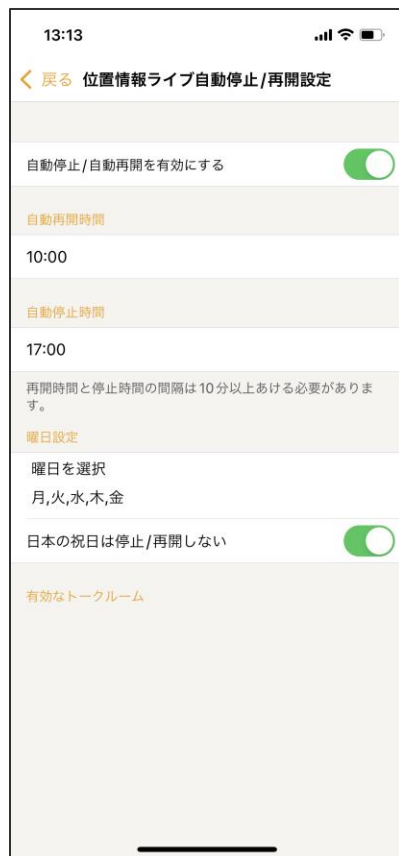 13:13
戻る 位置情報ライブ自動停止/再開設定
自動停止/自動再開を有効にする
自動再開時間
10:00
自動停止時間
17:00
再開時間と停止時間の間隔は10分以上あける必要がありま
す。
曜日設定
曜日を選択
月,火,水,木,金
日本の祝日は停止/再開しない
有効なトークルーム